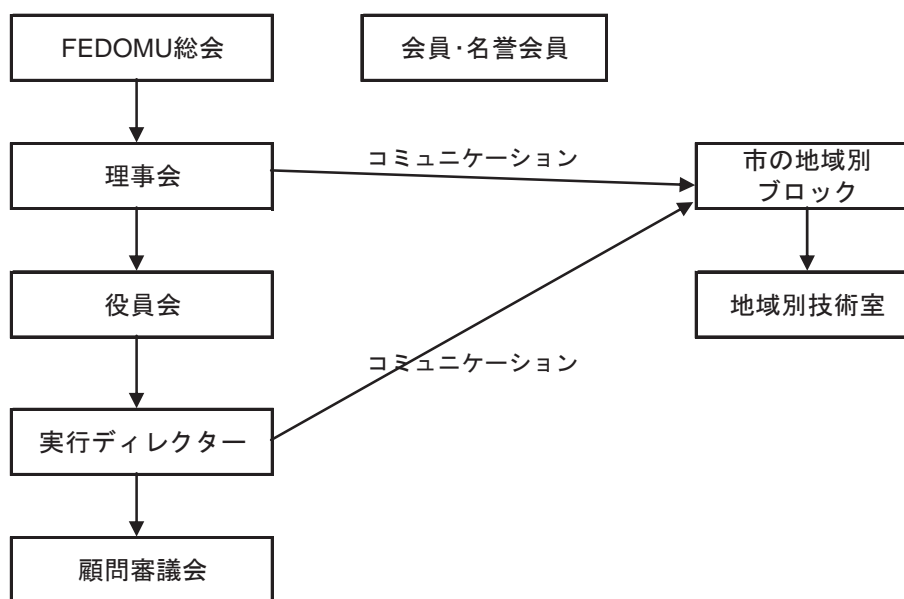 FEDOMU総会
会員・名誉会員
コミュニケーション
理事会
市の地域別
ブロック
役員会
地域別技術室
コミュニケーション
実行ディレクター
顧問審議会